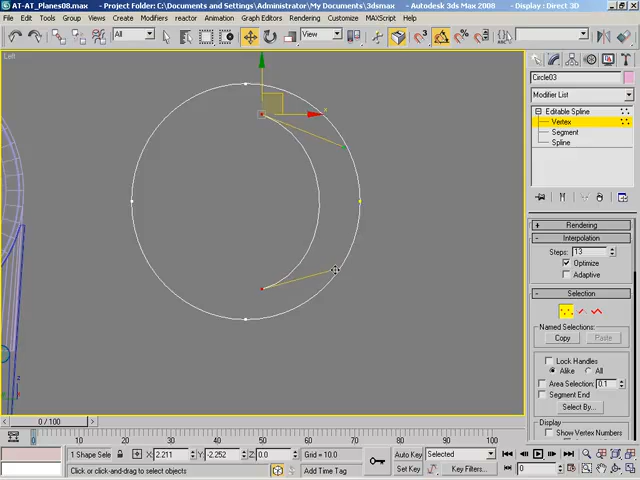 AT-AT_Planes08.max - Project Folder: C:\Documents and Settings\Administrator\My Documents\3dsmax - Autodesk 3ds Max 2008 - Display : Direct 3D
File Edit Tools Group Views Create Modifiers reactor Animation Graph Editors Rendering Customize MAXScript Help
All View
Left
x
Circle03
Modifier List
Editable Spline
Vertex
Segment
Spline
+ Rendering
- Interpolation
Steps: 13
Optimize
Adaptive
- Selection
Named Selections:
Copy Paste
Lock Handles
Alike All
Area Selection: 0.1
Segment End
Select By...
Display
Show Vertex Numbers
z
0 / 100
0 10 20 30 40 50 60 70 80 90 100
1 Shape Sele X: 2.211 Y: -2.252 Z: 0.0 Grid = 10.0 Auto Key Selected
Click or click-and-drag to select objects Add Time Tag Set Key Key Filters... 0